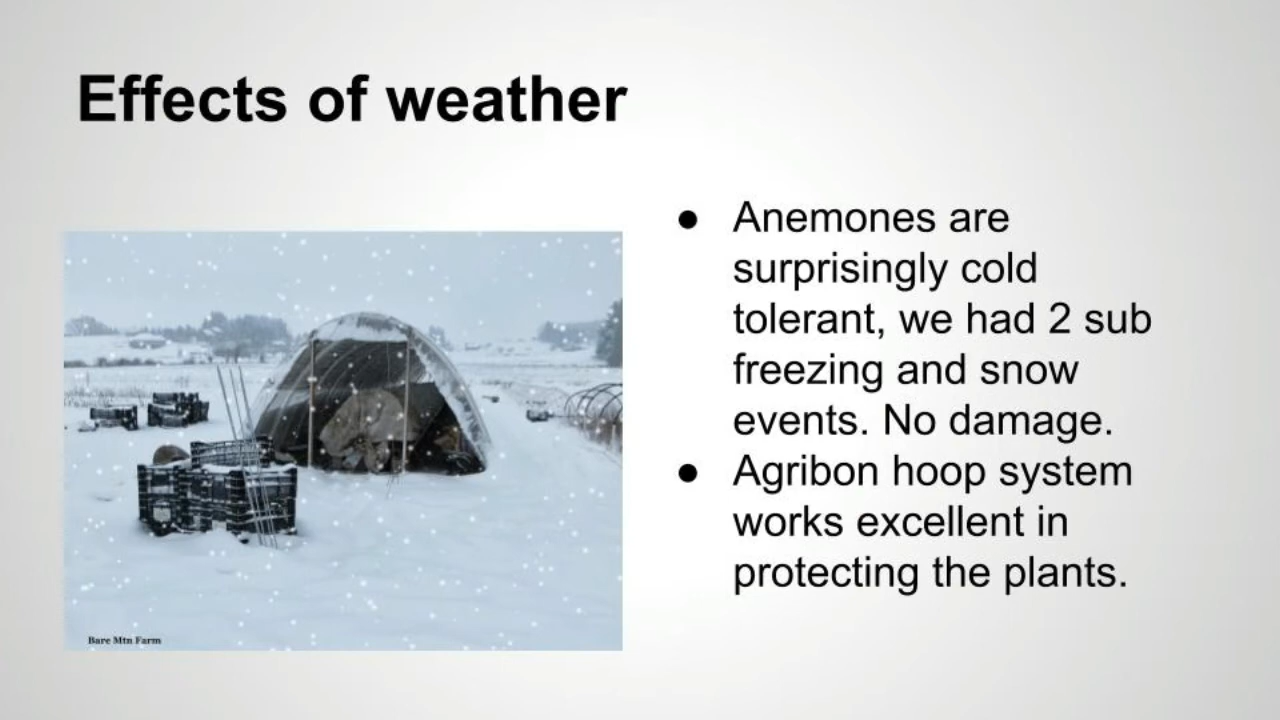 Effects of weather
● Anemones are
surprisingly cold
tolerant, we had 2 sub
freezing and snow
events. No damage.
● Agribon hoop system
works excellent in
protecting the plants.
Bare Mtn Farm